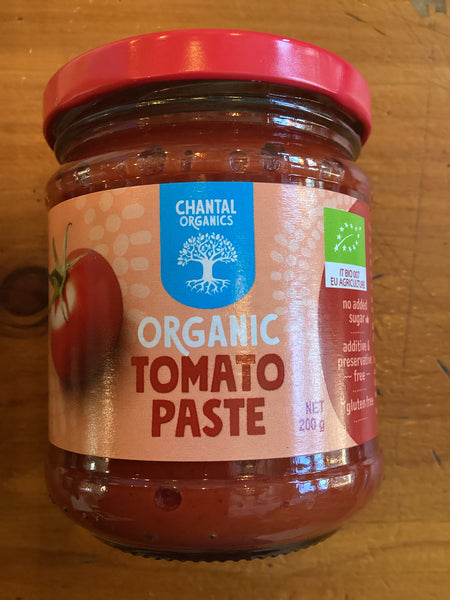 CHANTAL
ORGANICS
IT BIO 007
EU AGRICULTURE
ORGANIC
TOMATO
PASTE
NET
200 g
no added
sugar
additive &
preservative
free
gluten free